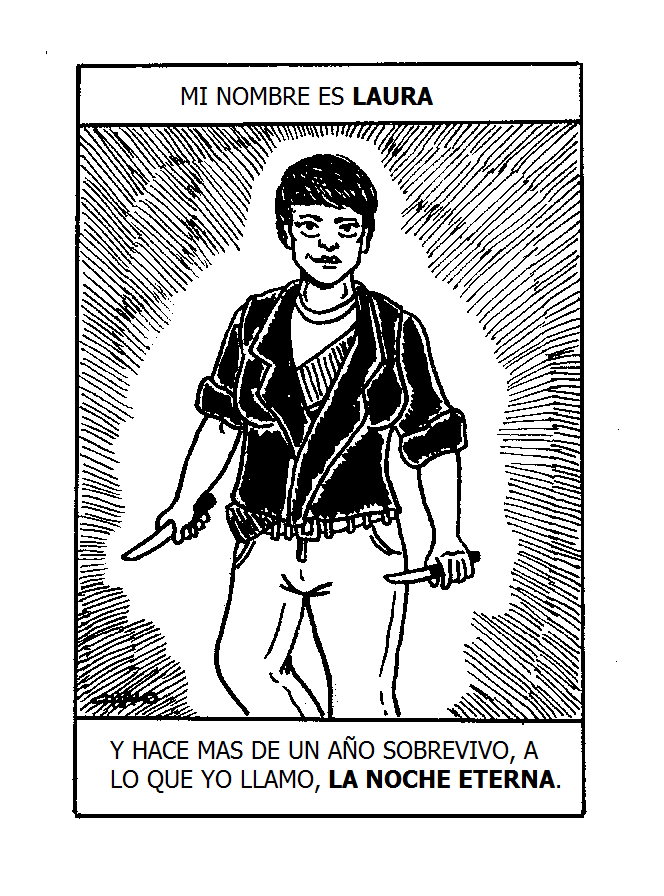 MI NOMBRE ES LAURA
Y HACE MAS DE UN AÑO SOBREVIVO, A
LO QUE YO LLAMO, LA NOCHE ETERNA.